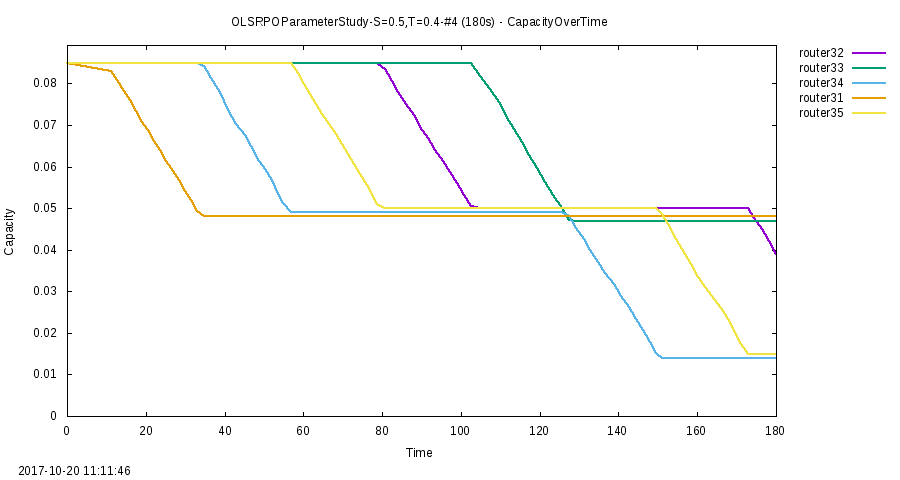 OLSRPOParameterStudy-S=0.5,T=0.4-#4 (180s) - CapacityOverTime
router32
router33
router34
router31
router35
0.08
0.07
0.06
0.05
0.04
0.03
0.02
0.01
0
Capacity
0 20 40 60 80 100 120 140 160 180
Time
2017-10-20 11:11:46